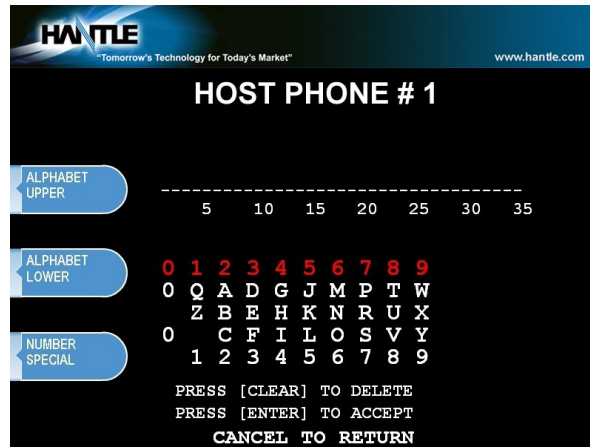 HANTLE
"Tomorrow's Technology for Today's Market" www.hantle.com
HOST PHONE # 1
ALPHABET
UPPER
-----------------------------------
5 10 15 20 25 30 35
ALPHABET
LOWER
0 1 2 3 4 5 6 7 8 9
0 Q A D G J M P T W
Z B E H K N R U X
0 C F I L O S V Y
1 2 3 4 5 6 7 8 9
NUMBER
SPECIAL
PRESS [CLEAR] TO DELETE
PRESS [ENTER] TO ACCEPT
CANCEL TO RETURN